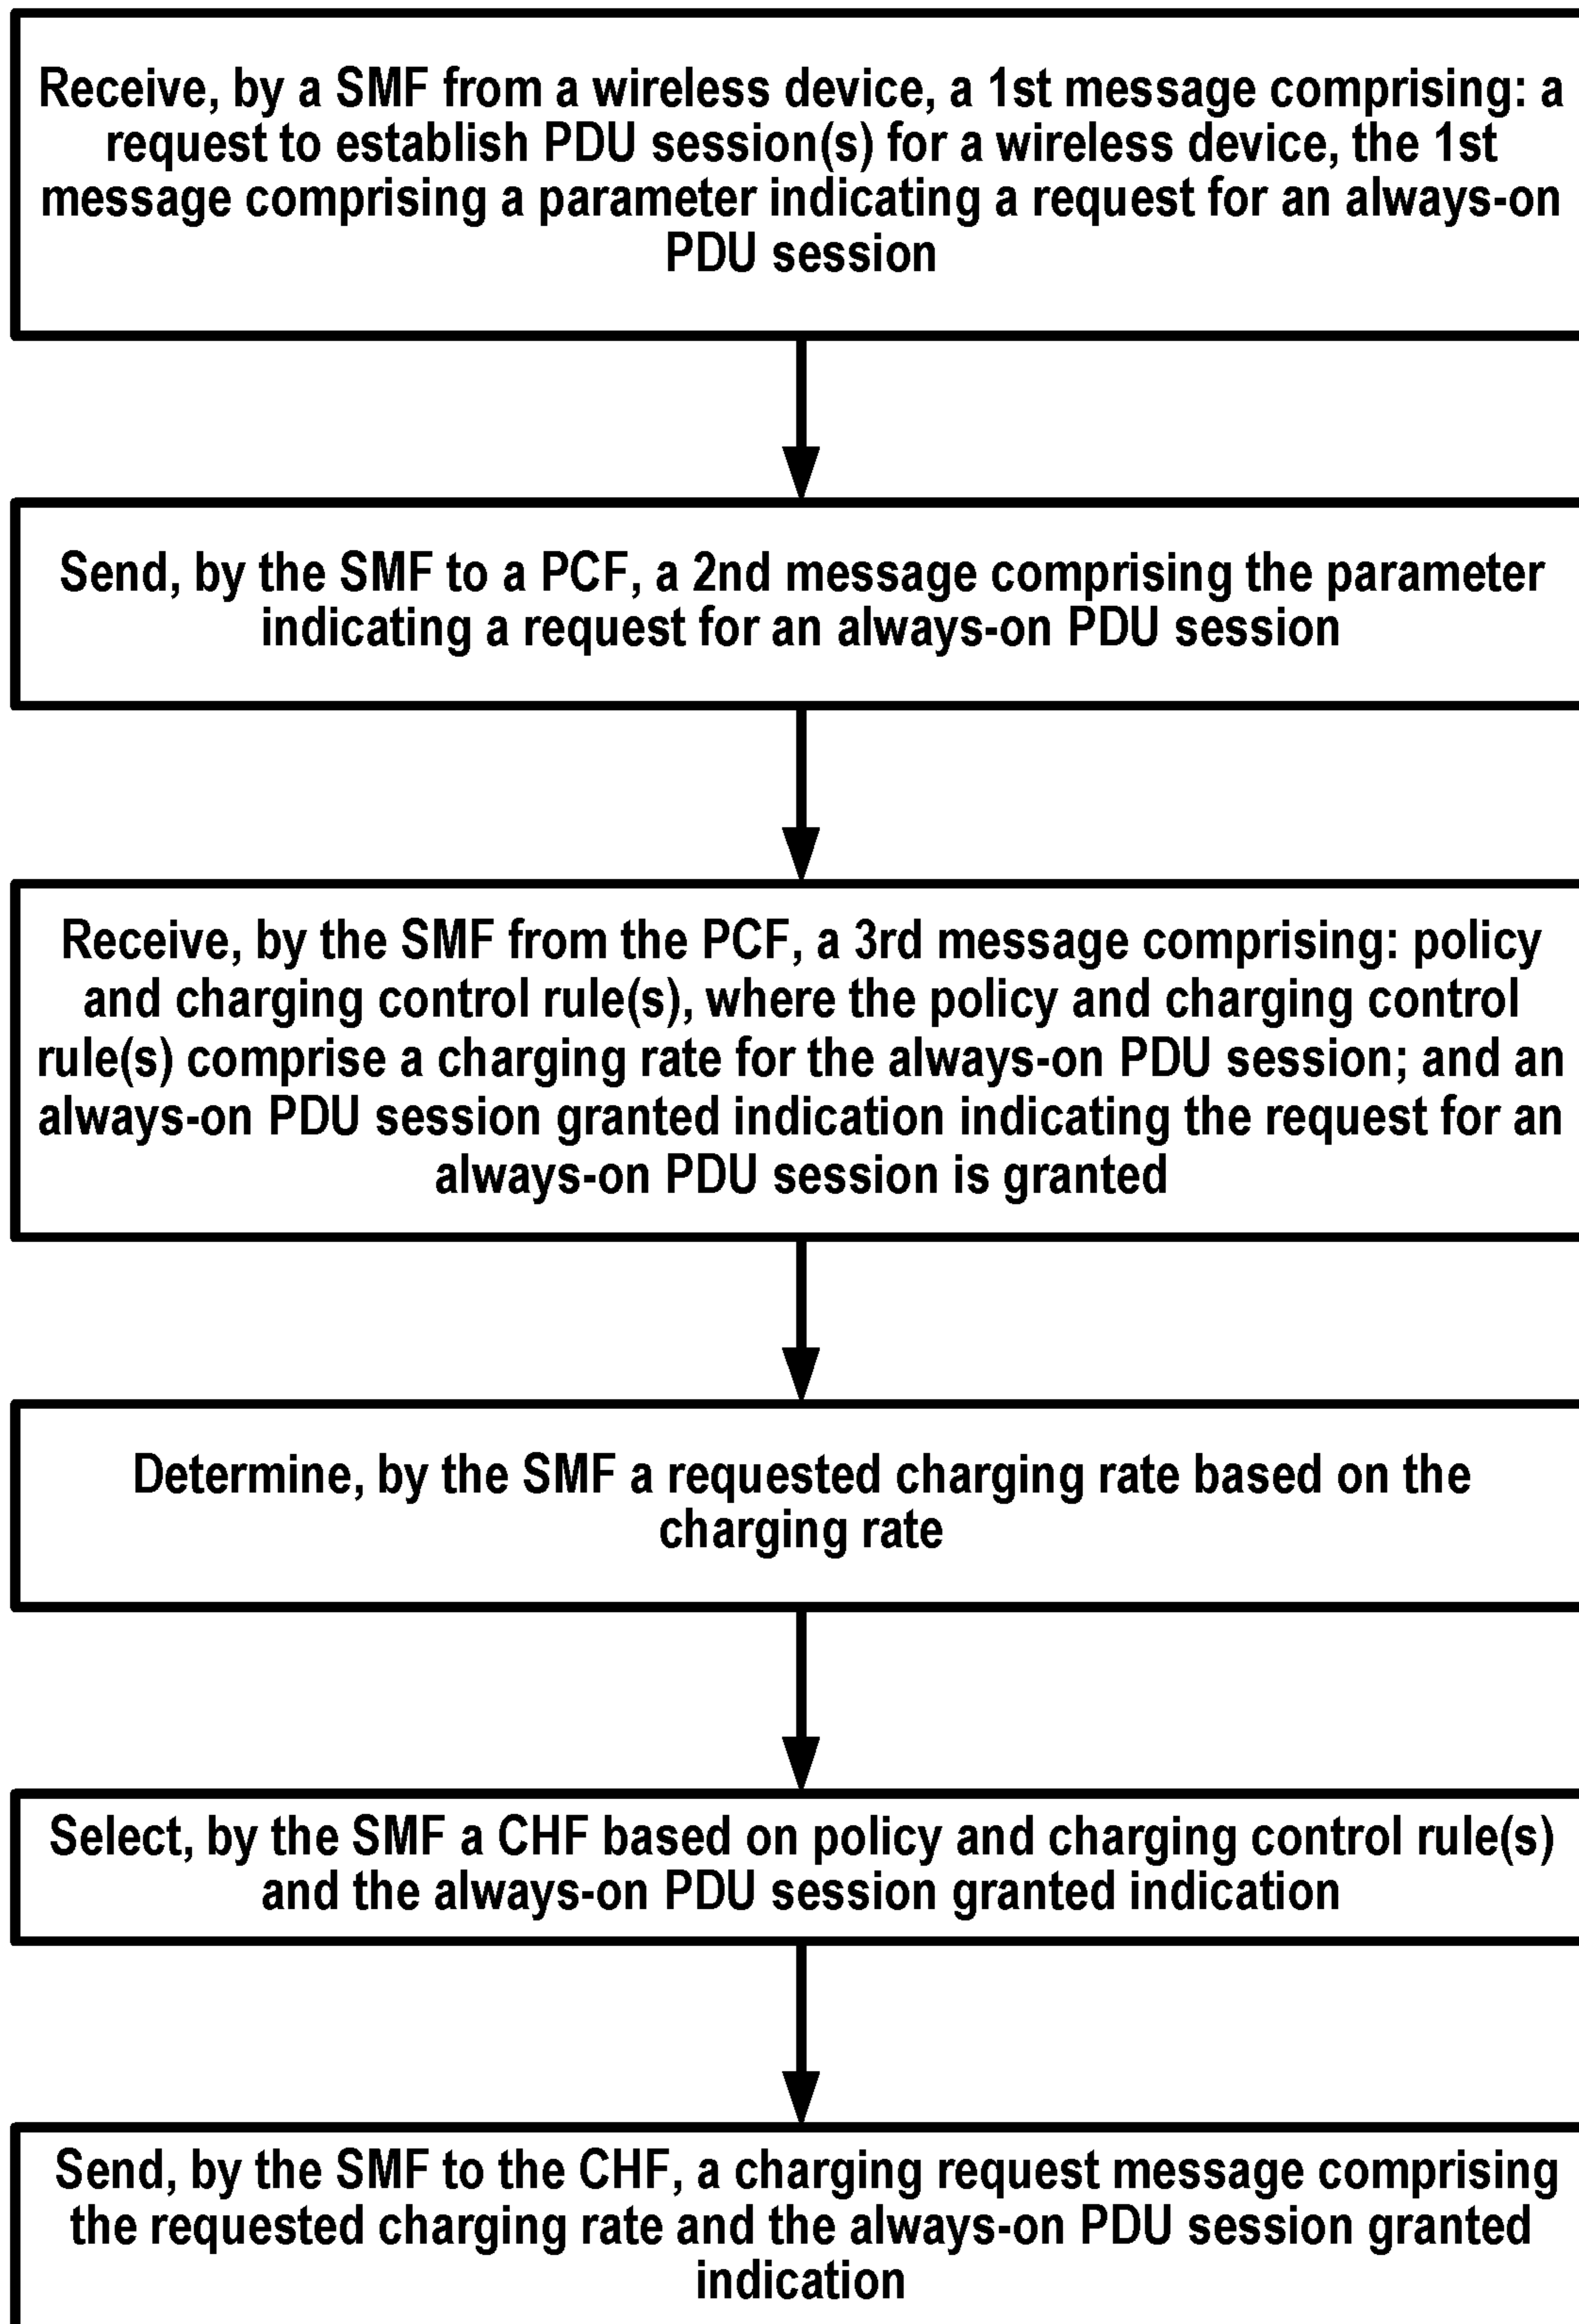 Receive, by a SMF from a wireless device, a 1st message comprising: a
request to establish PDU session(s) for a wireless device, the 1st
message comprising a parameter indicating a request for an always-on
PDU session
Send, by the SMF to a PCF, a 2nd message comprising the parameter
indicating a request for an always-on PDU session
Receive, by the SMF from the PCF, a 3rd message comprising: policy
and charging control rule(s), where the policy and charging control
rule(s) comprise a charging rate for the always-on PDU session; and an
always-on PDU session granted indication indicating the request for an
always-on PDU session is granted
Determine, by the SMF a requested charging rate based on the
charging rate
Select, by the SMF a CHF based on policy and charging control rule(s)
and the always-on PDU session granted indication
Send, by the SMF to the CHF, a charging request message comprising
the requested charging rate and the always-on PDU session granted
indication